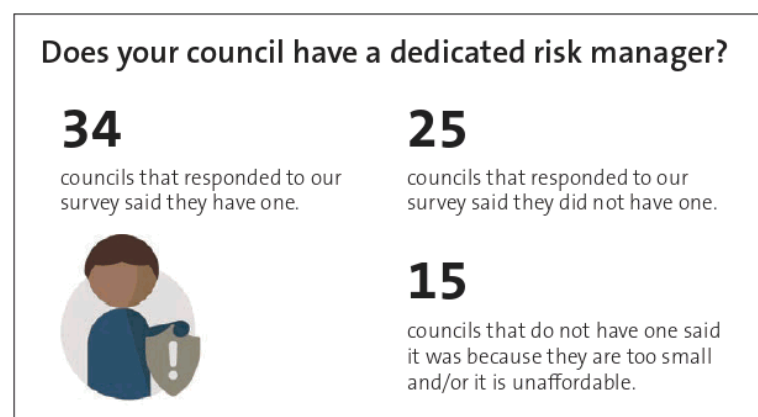 Does your council have a dedicated risk manager?
34
councils that responded to our
survey said they have one.
25
councils that responded to our
survey said they did not have one.
15
councils that do not have one said
it was because they are too small
and/or it is unaffordable.
!